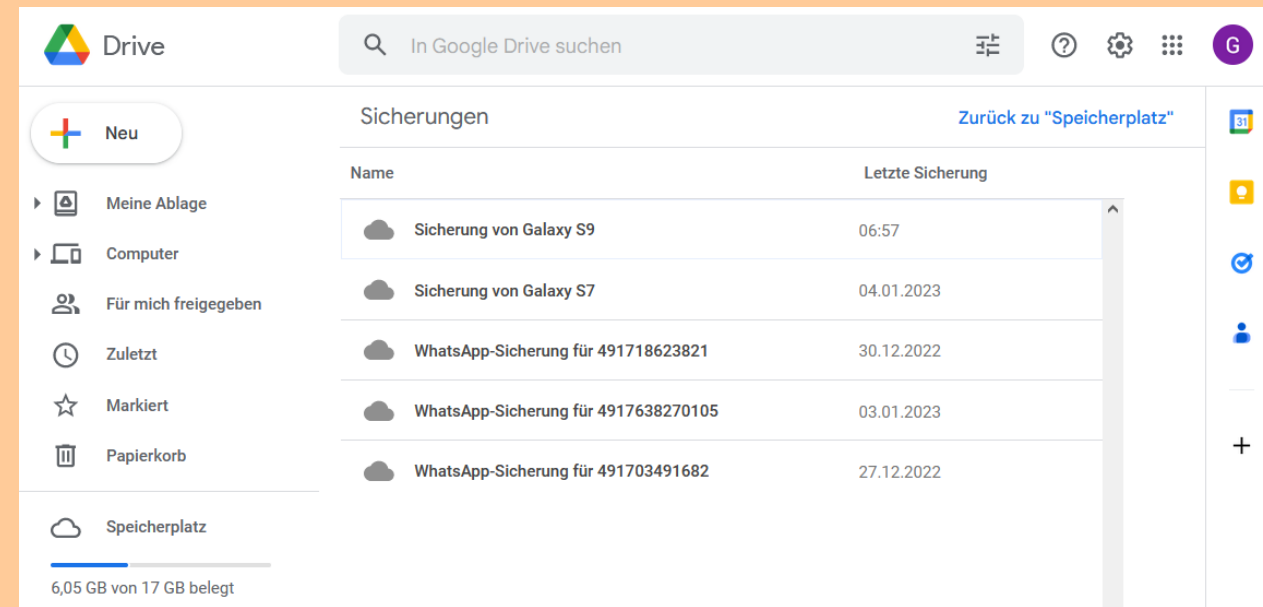 Drive
In Google Drive suchen
G
Neu
Meine Ablage
Computer
Für mich freigegeben
Zuletzt
Markiert
Papierkorb
Speicherplatz
6,05 GB von 17 GB belegt
Sicherungen
Zurück zu "Speicherplatz"
Name Letzte Sicherung
Sicherung von Galaxy S9 06:57
Sicherung von Galaxy S7 04.01.2023
WhatsApp-Sicherung für 491718623821 30.12.2022
WhatsApp-Sicherung für 4917638270105 03.01.2023
WhatsApp-Sicherung für 491703491682 27.12.2022
31